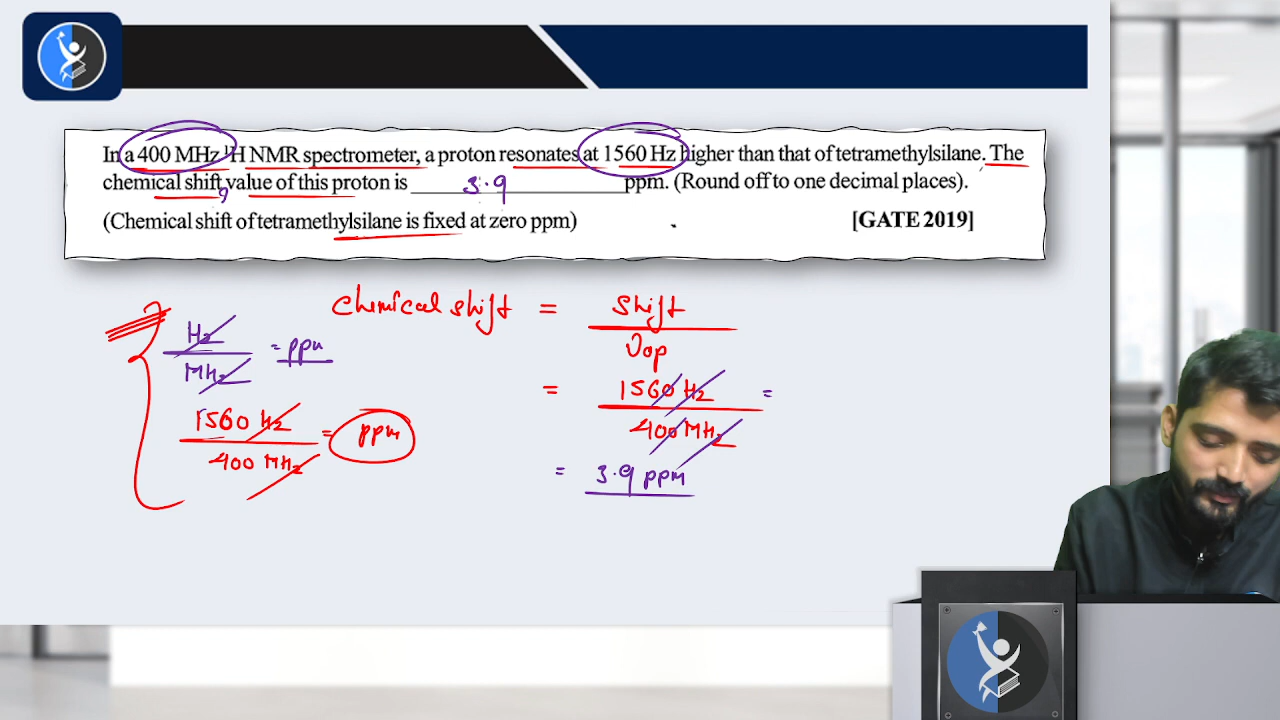 In a 400 MHz ¹H NMR spectrometer, a proton resonates at 1560 Hz higher than that of tetramethylsilane. The
chemical shift, value of this proton is 3.9 ppm. (Round off to one decimal places).
(Chemical shift of tetramethylsilane is fixed at zero ppm) [GATE 2019]
Chemical shift = Shift
νop
Hz
MHz = ppm
= 1560 Hz =
400 MHz
1560 Hz
400 MHz = ppm
= 3.9 ppm